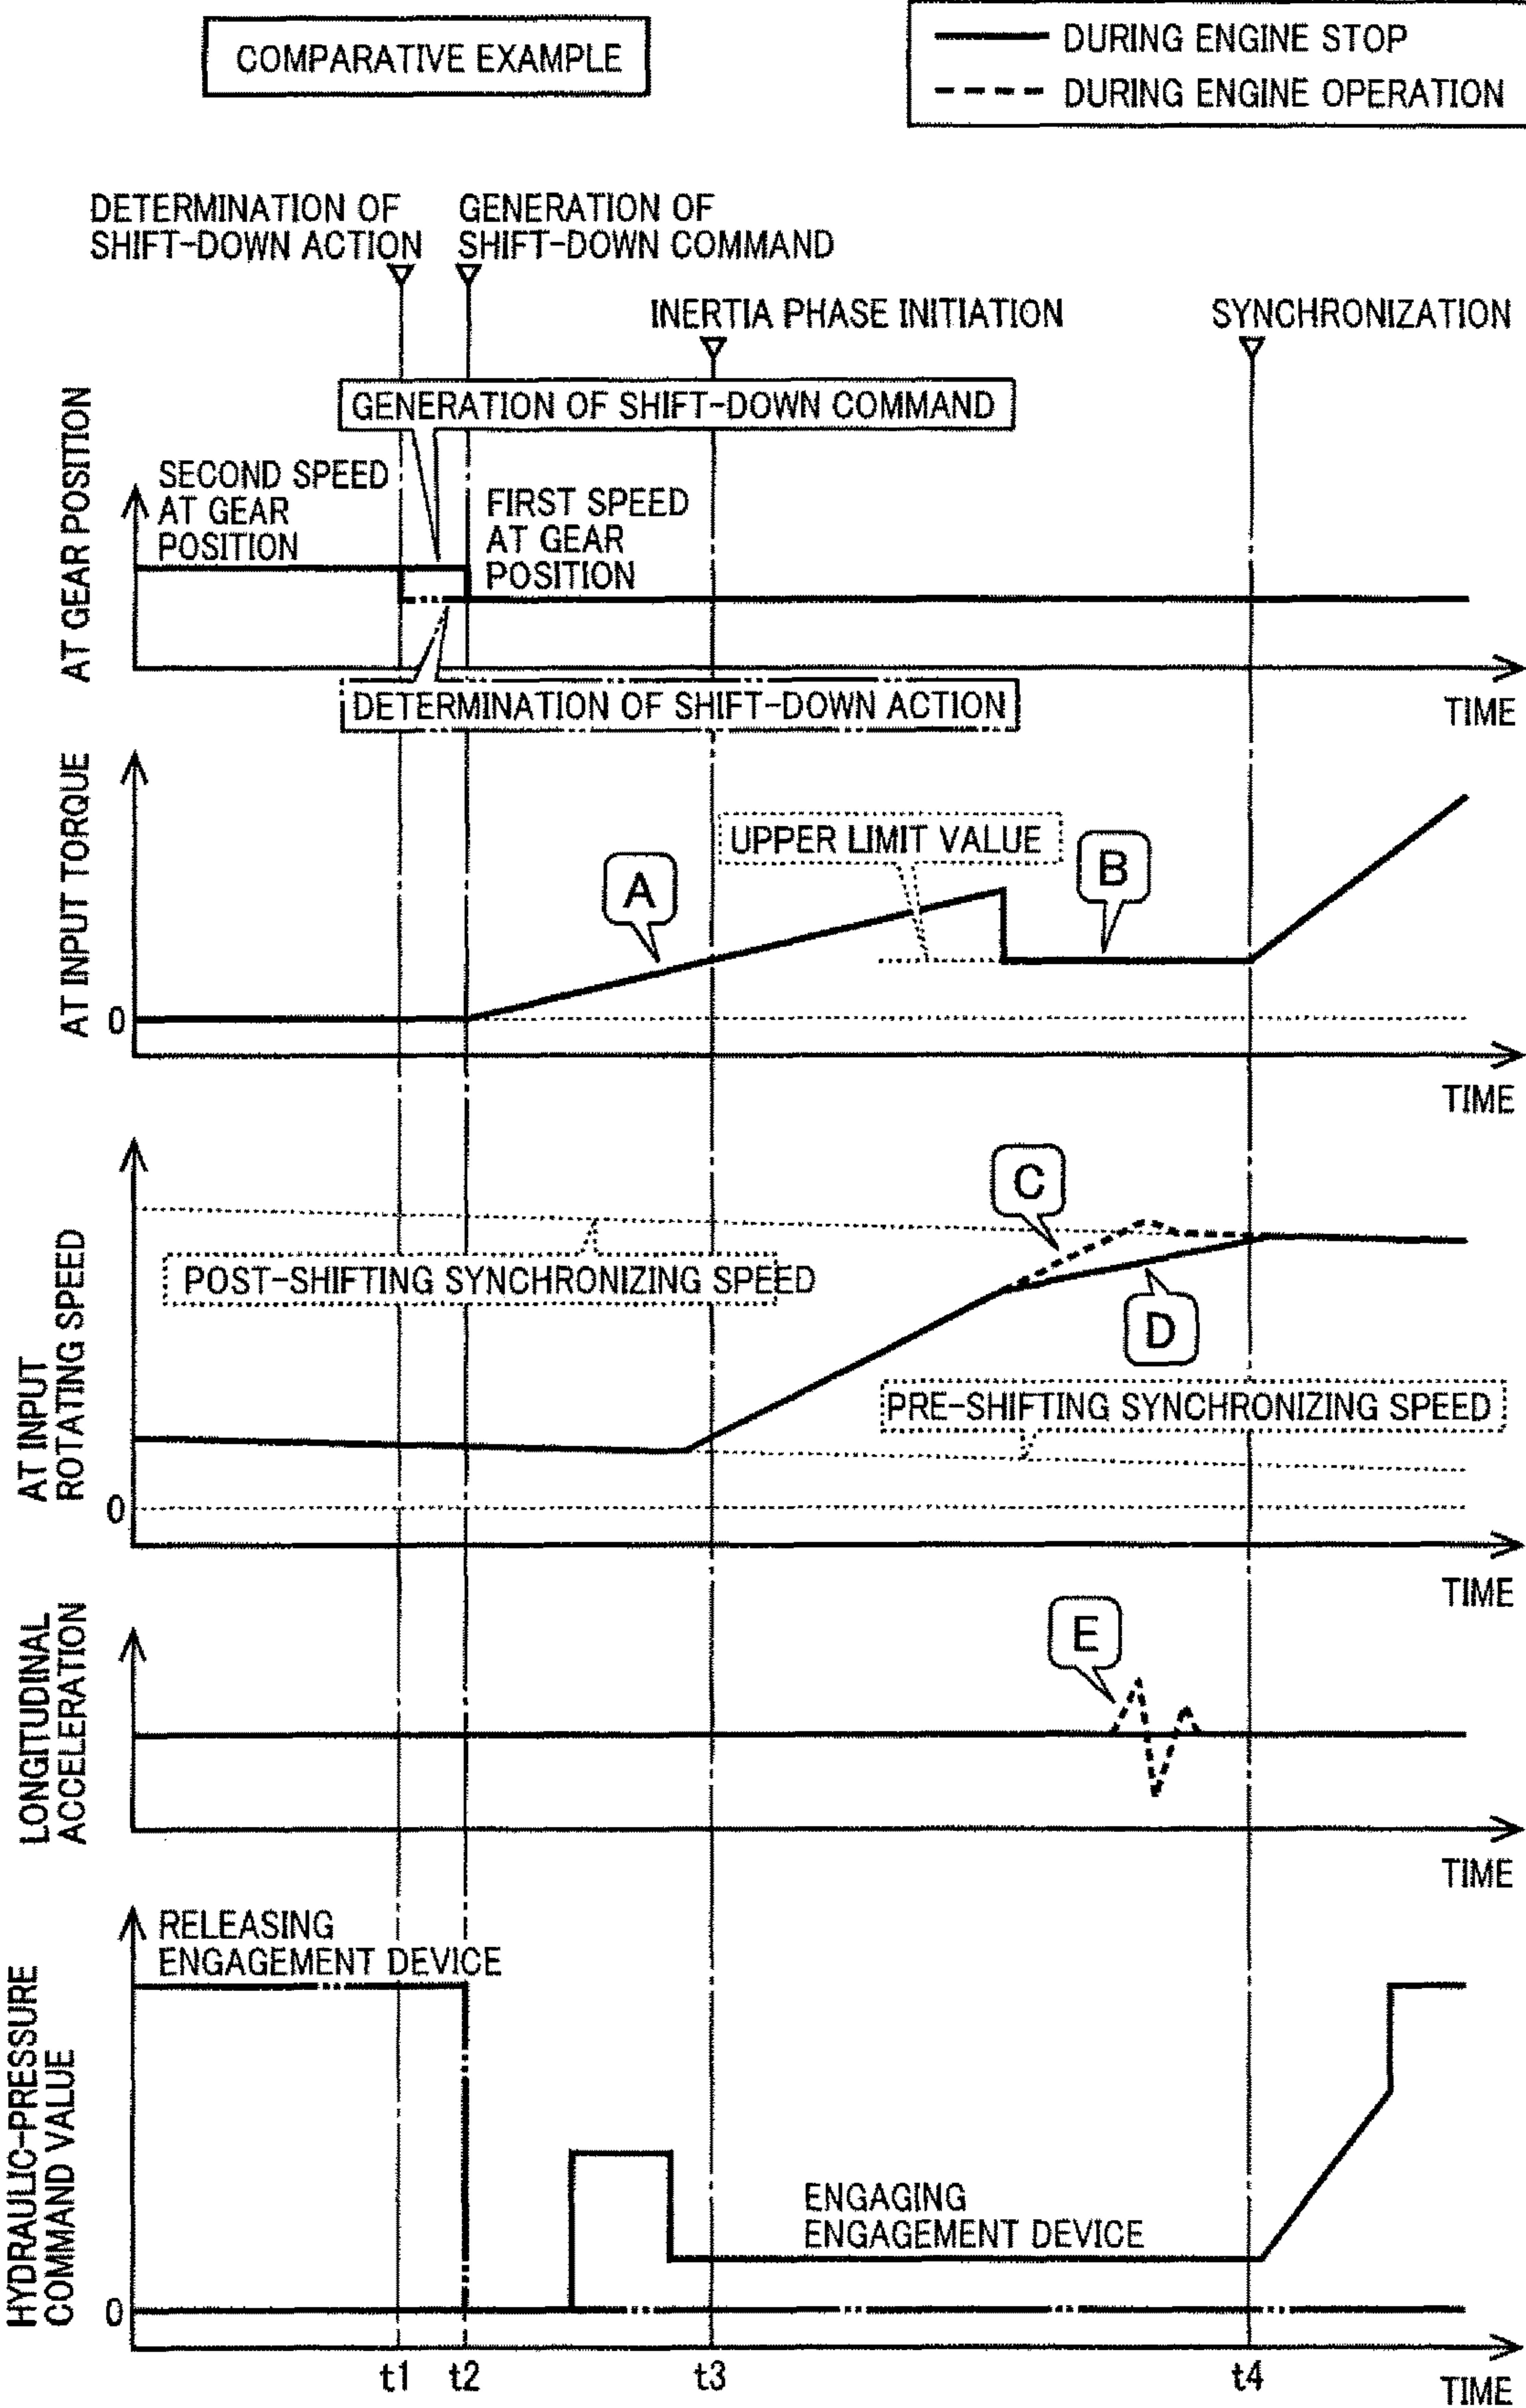 COMPARATIVE EXAMPLE
DURING ENGINE STOP
DURING ENGINE OPERATION
DETERMINATION OF
SHIFT-DOWN ACTION
GENERATION OF
SHIFT-DOWN COMMAND
INERTIA PHASE INITIATION
SYNCHRONIZATION
GENERATION OF SHIFT-DOWN COMMAND
AT GEAR POSITION
SECOND SPEED
AT GEAR
POSITION
FIRST SPEED
AT GEAR
POSITION
DETERMINATION OF SHIFT-DOWN ACTION
TIME
AT INPUT TORQUE
UPPER LIMIT VALUE
A
B
0
TIME
AT INPUT
ROTATING SPEED
C
POST-SHIFTING SYNCHRONIZING SPEED
D
PRE-SHIFTING SYNCHRONIZING SPEED
0
TIME
LONGITUDINAL
ACCELERATION
E
TIME
HYDRAULIC-PRESSURE
COMMAND VALUE
RELEASING
ENGAGEMENT DEVICE
ENGAGING
ENGAGEMENT DEVICE
0
t1
t2
t3
t4
TIME